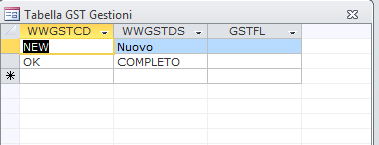 Tabella GST Gestioni
WWGSTCD WWGSTDS GSTFL
NEW Nuovo
OK COMPLETO